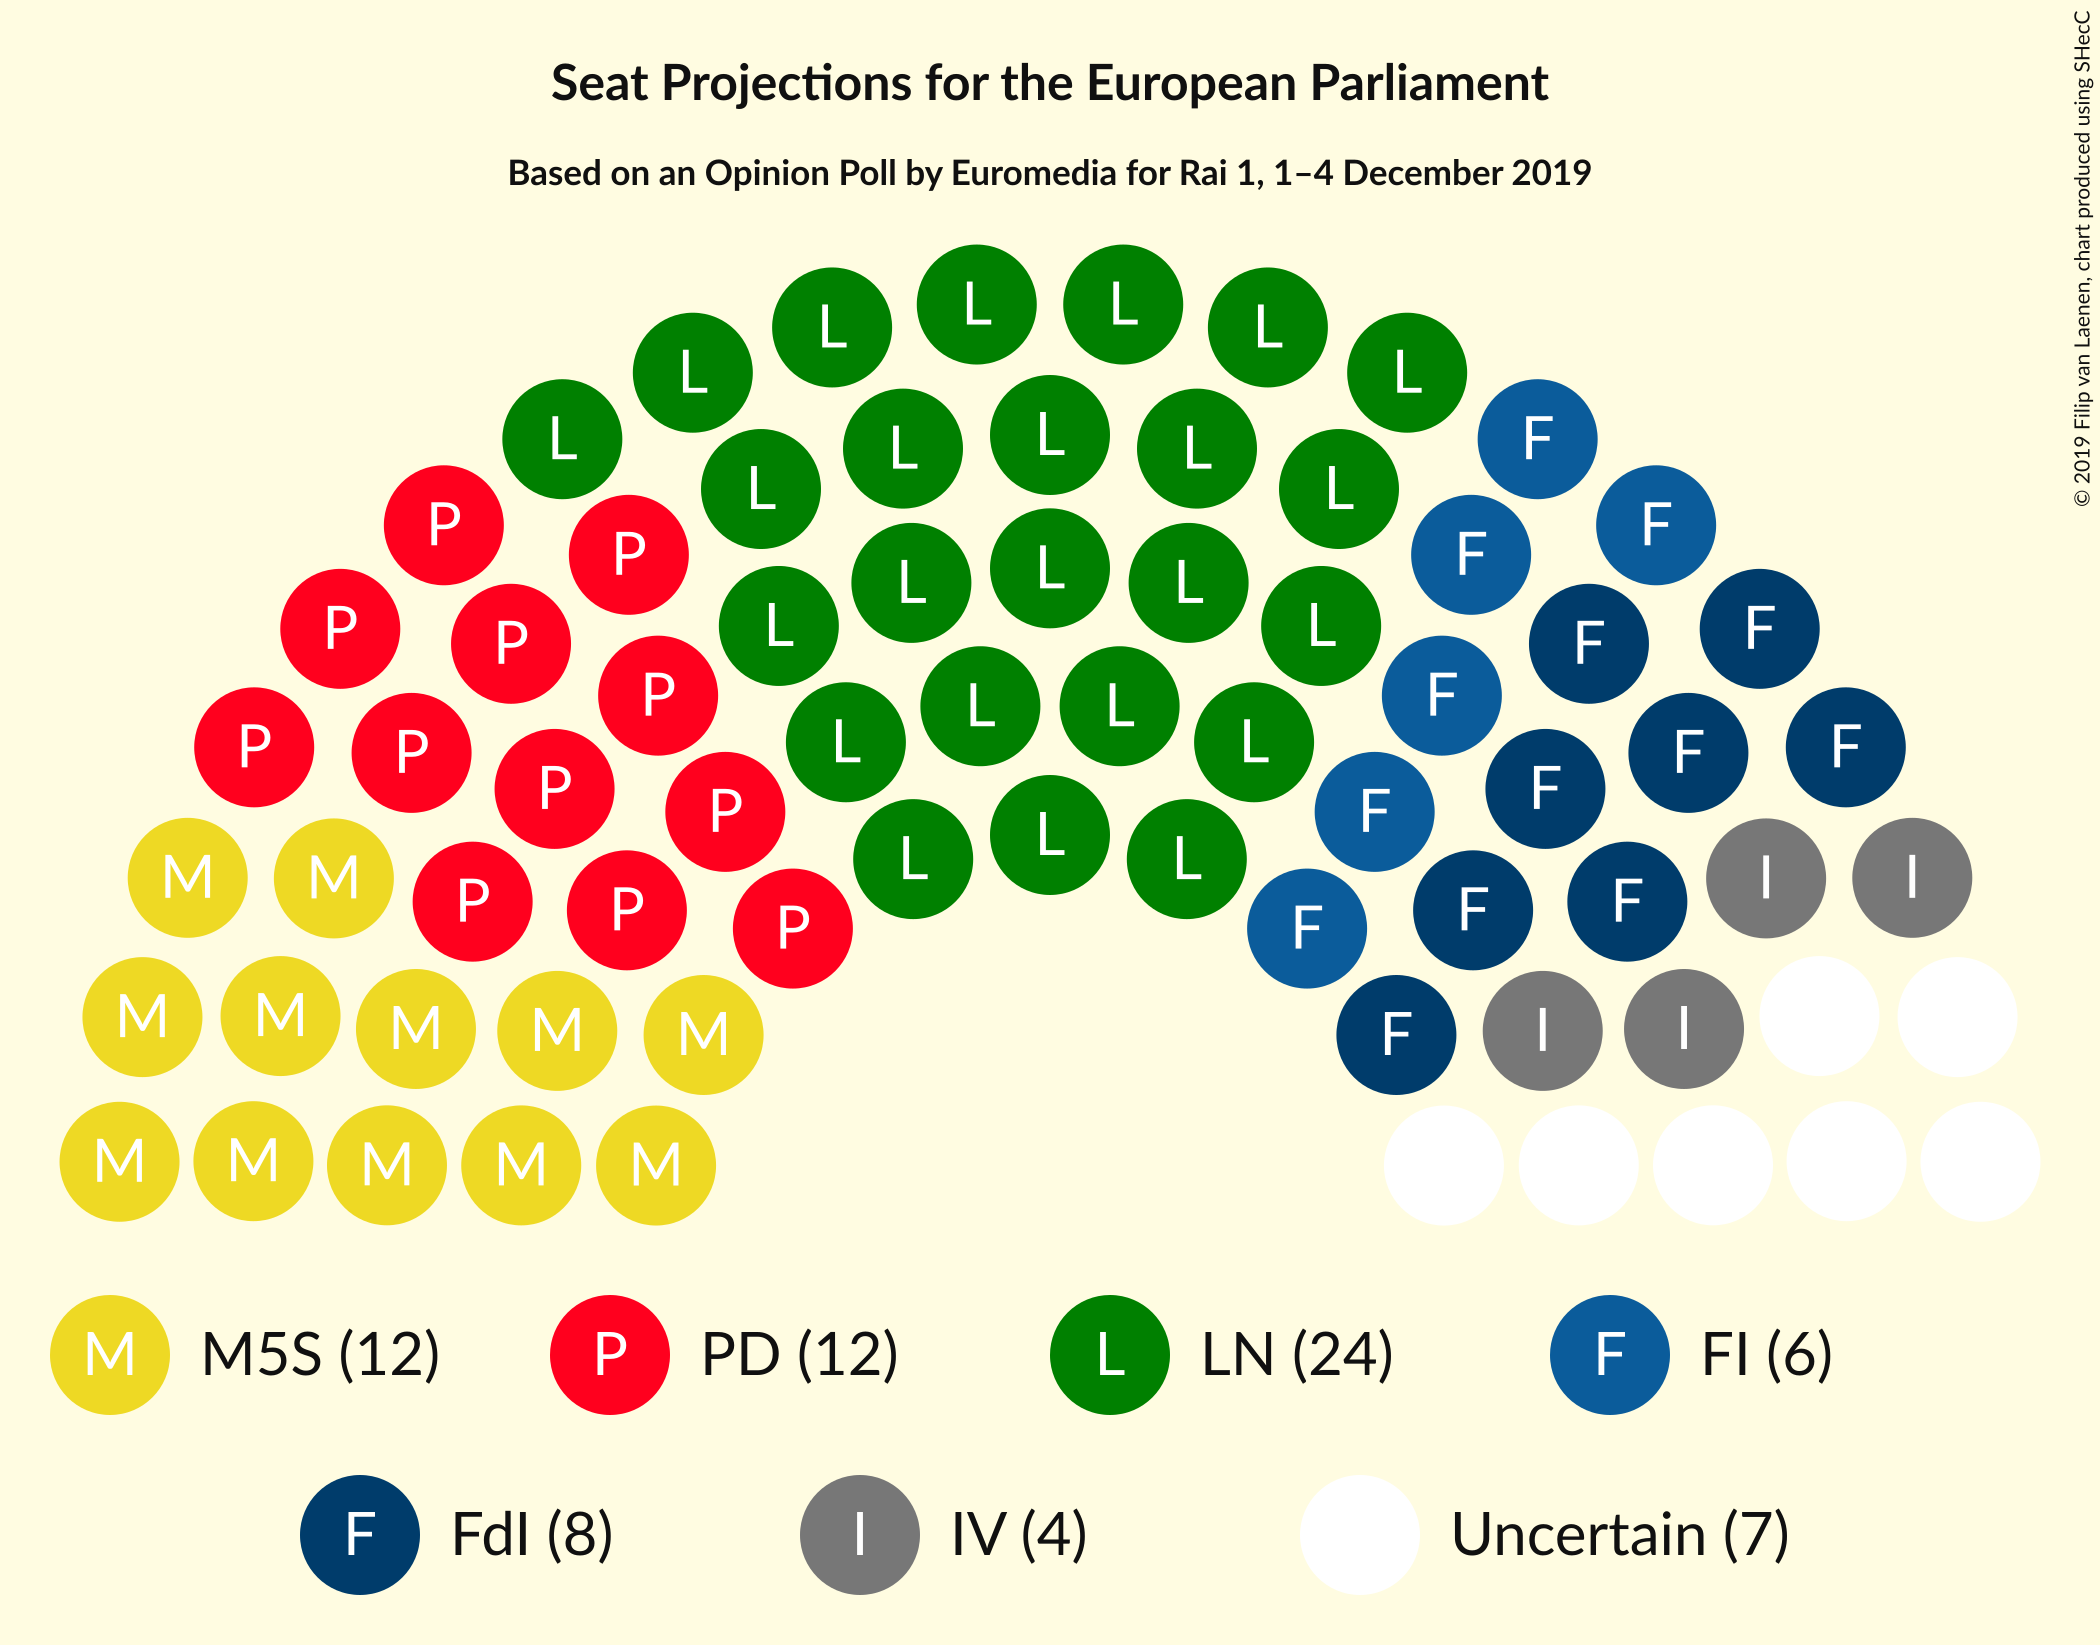 Seat Projections for the European Parliament
Based on an Opinion Poll by Euromedia for Rai 1, 1–4 December 2019
© 2019 Filip van Laenen, chart produced using SHecC
L L
L L
L L
L
L L L
L F
L L
P F
P F
L
L L
P F
L L
P F
P F
P F
L L
P F
L L
P F
P F
P F
P F
L
L L
M M I I
P F
P F
P F
M M M M M F I I
M M M M M
M M5S (12) P PD (12) L LN (24) F FI (6)
F FdI (8) I IV (4) Uncertain (7)